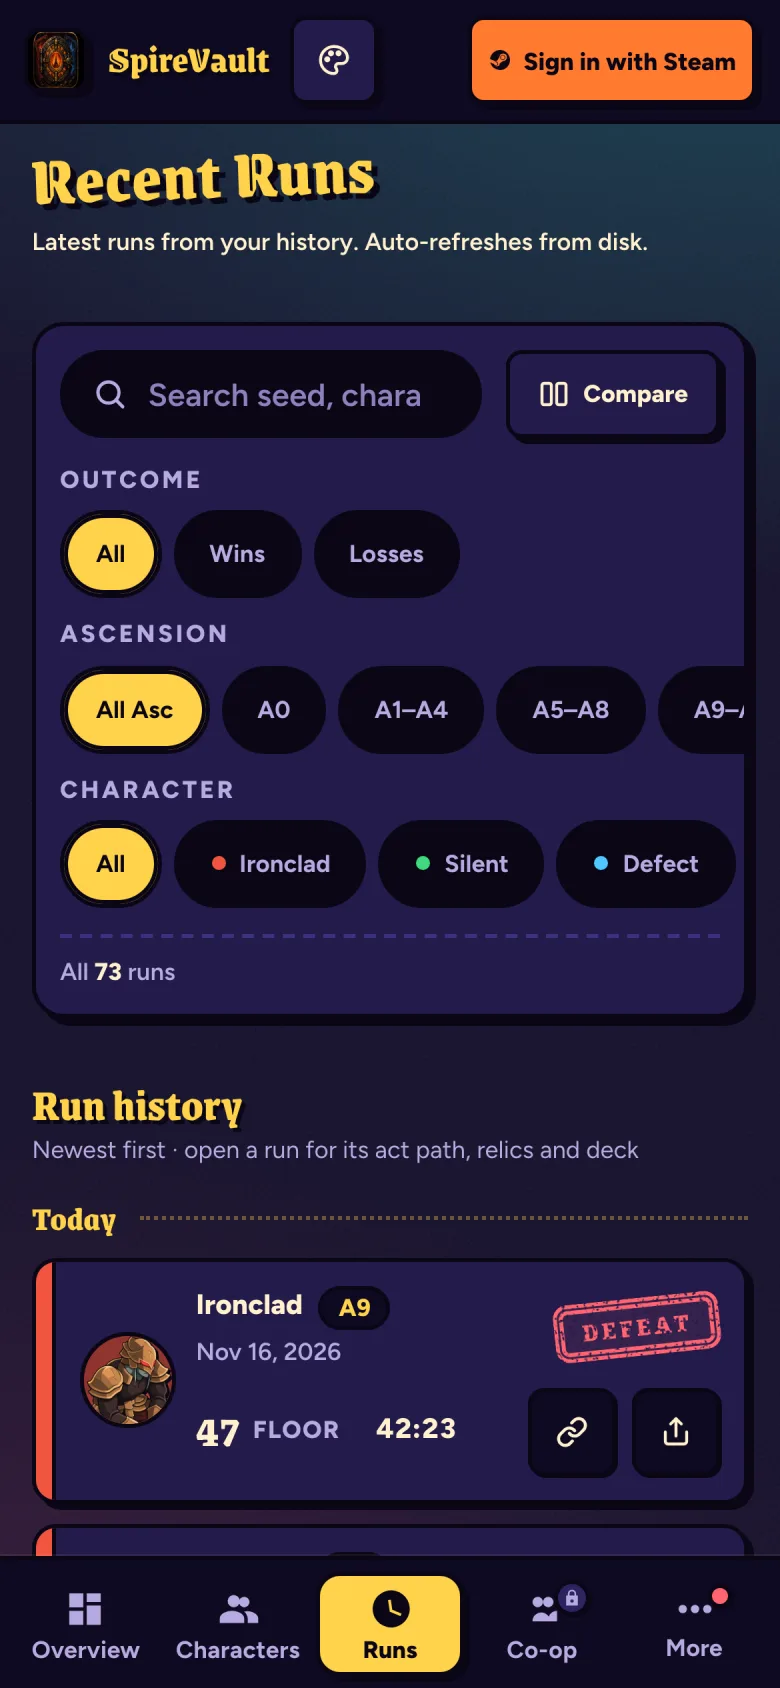 SpireVault
Sign in with Steam
Recent Runs
Latest runs from your history. Auto-refreshes from disk.
Search seed, chara
Compare
OUTCOME
All Wins Losses
ASCENSION
All Asc A0 A1–A4 A5–A8 A9–
CHARACTER
All Ironclad Silent Defect
All 73 runs
Run history
Newest first · open a run for its act path, relics and deck
Today
Ironclad A9
DEFEAT
Nov 16, 2026
47 FLOOR 42:23
Overview Characters Runs Co-op More